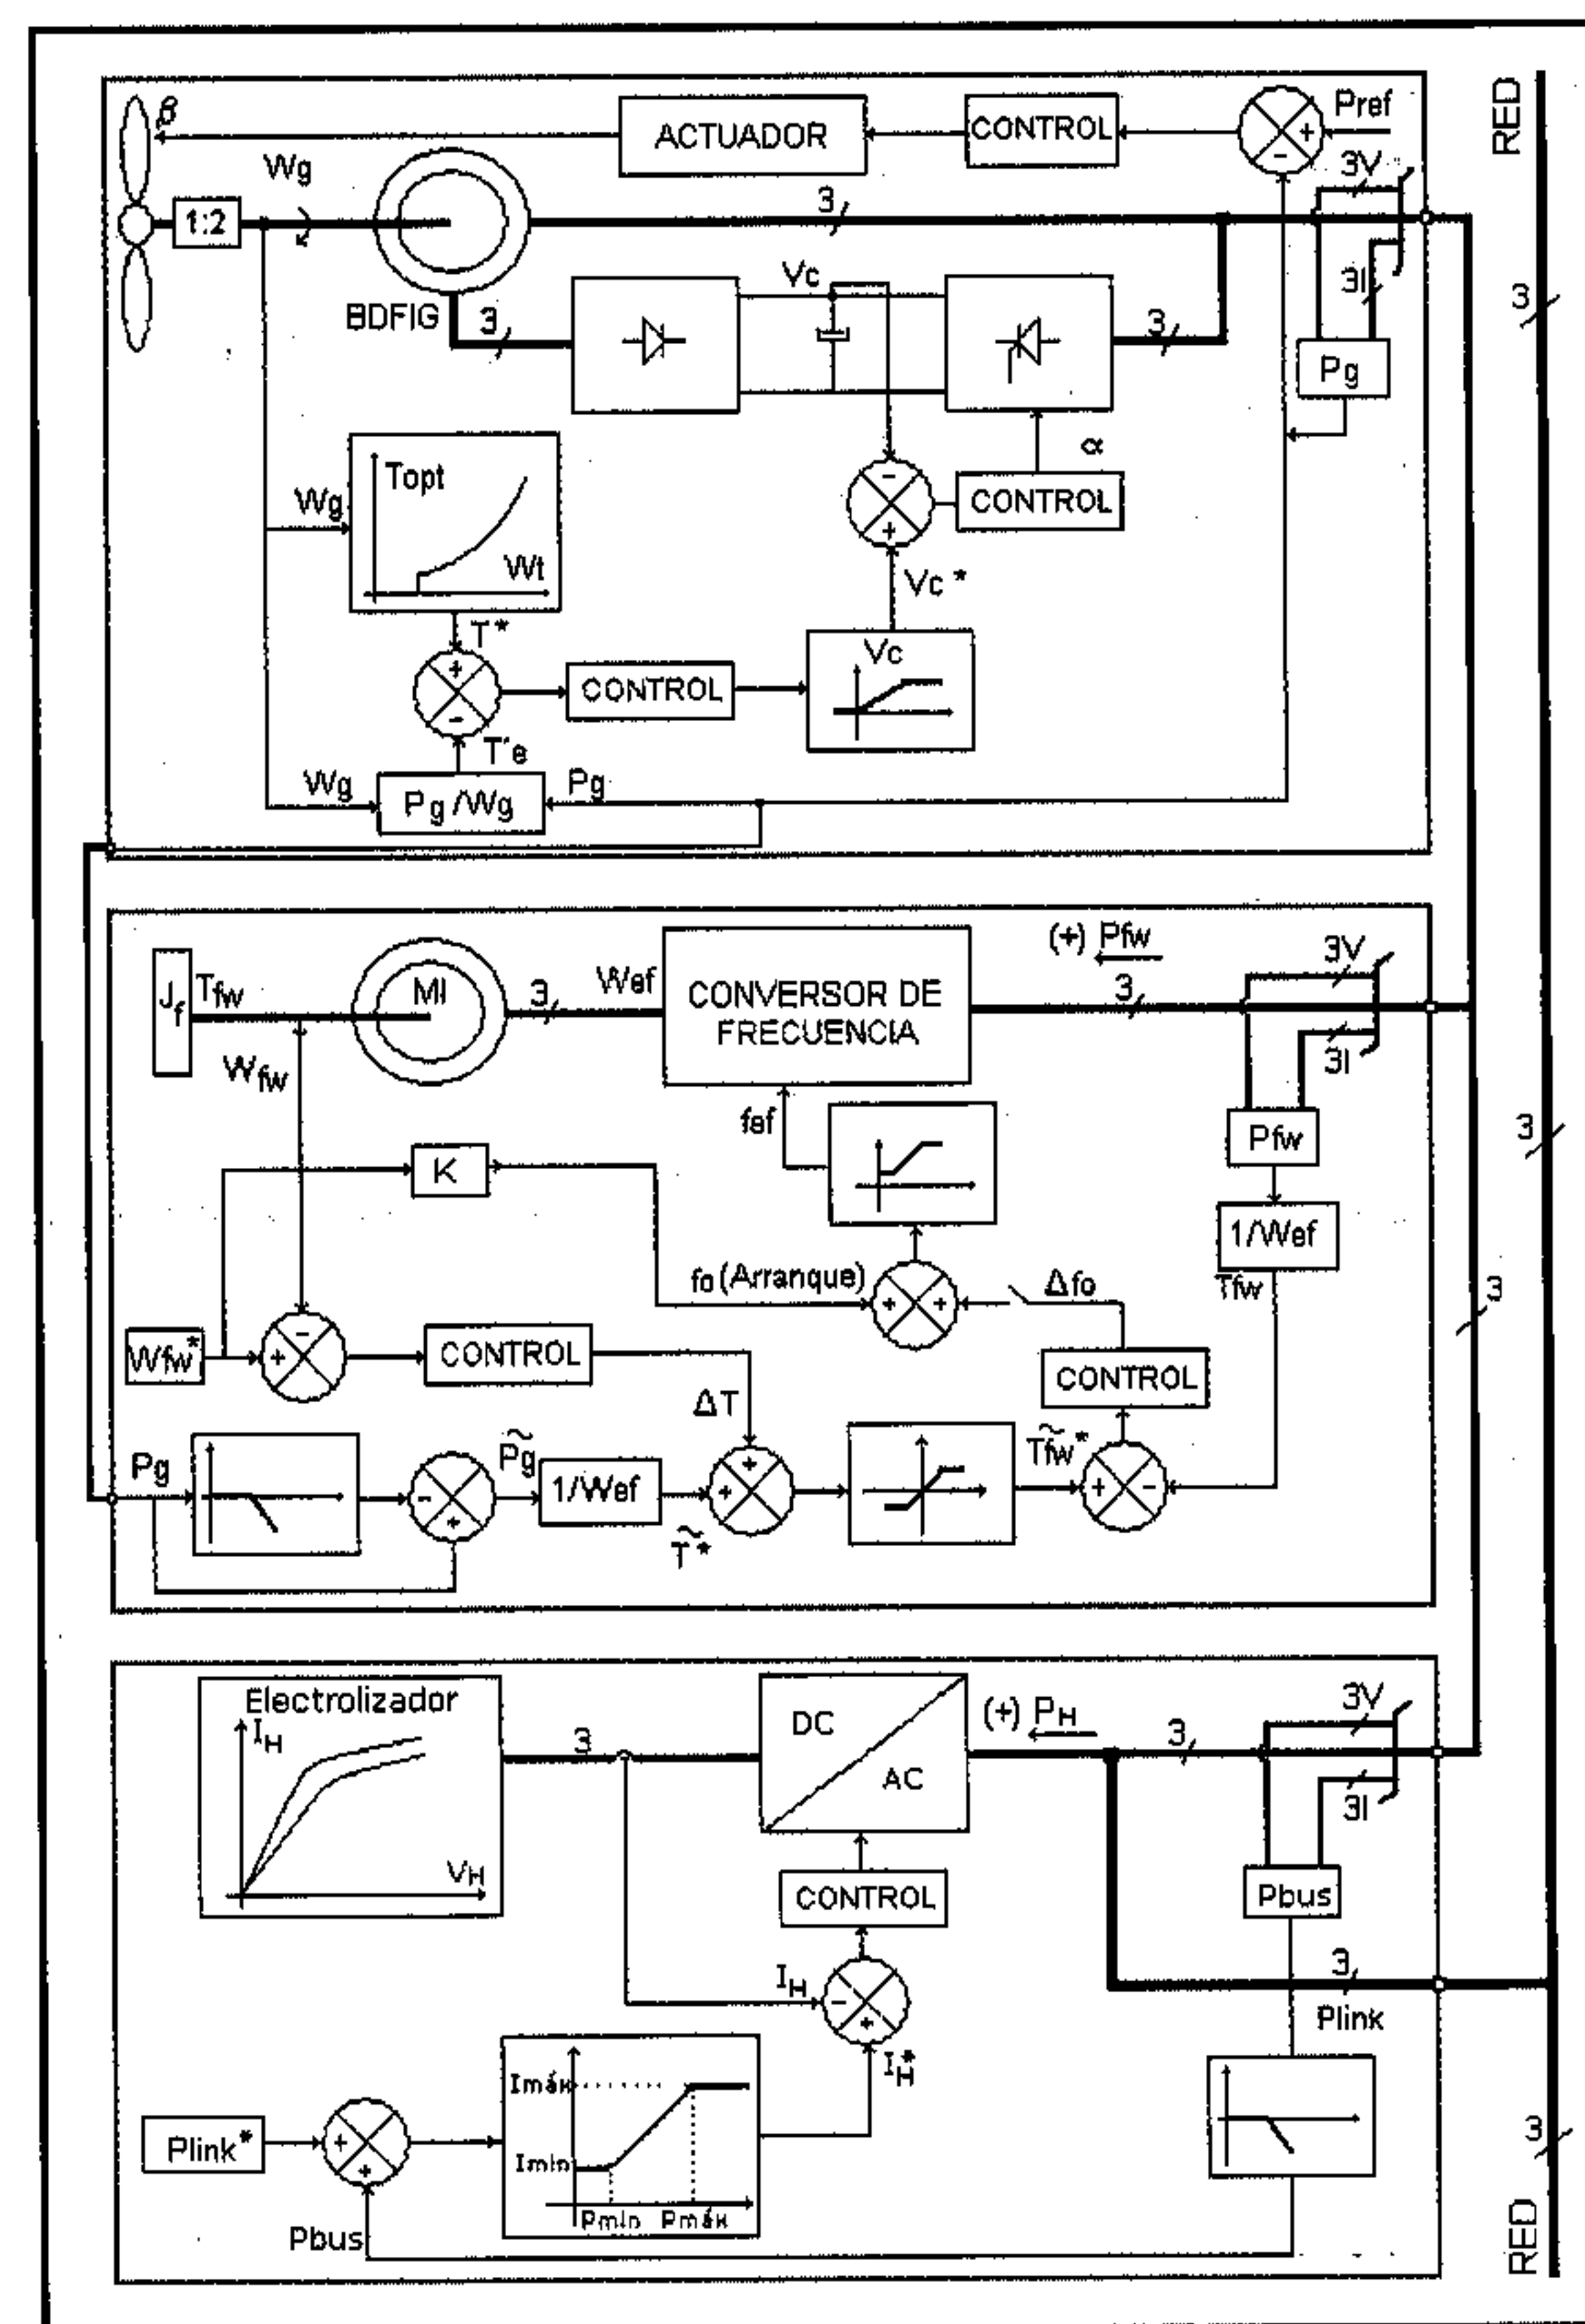 β
ACTUADOR
CONTROL
Pref
+
-
RED
Wg
1:2
3
3V
3I
BDFIG
3
Vc
3
3
Pg
Topt
Wg
Wt
-
+
α
CONTROL
Vc*
T*
+
-
CONTROL
Vc
Te
Wg
Pg/Wg
Pg
(+) Pfw
3V
Jf
Tfw
MI
3
Wef
CONVERSOR DE
FRECUENCIA
3
3I
Wfw
fef
Pfw
3
K
1/Wef
fo (Arranque)
+
+
Δfo
Tfw
3
Wfw*
-
+
CONTROL
CONTROL
ΔT
Pg
-
+
P̃g
1/Wef
+
+
T̃fw*
+
-
T̃*
Electrolizador
IH
VH
3
DC
AC
(+) PH
3
3V
3I
CONTROL
Pbus
IH
-
+
IH*
3
Plink
Imáx
Imín
Pmín
Pmáx
Plink*
+
+
Pbus
3
RED